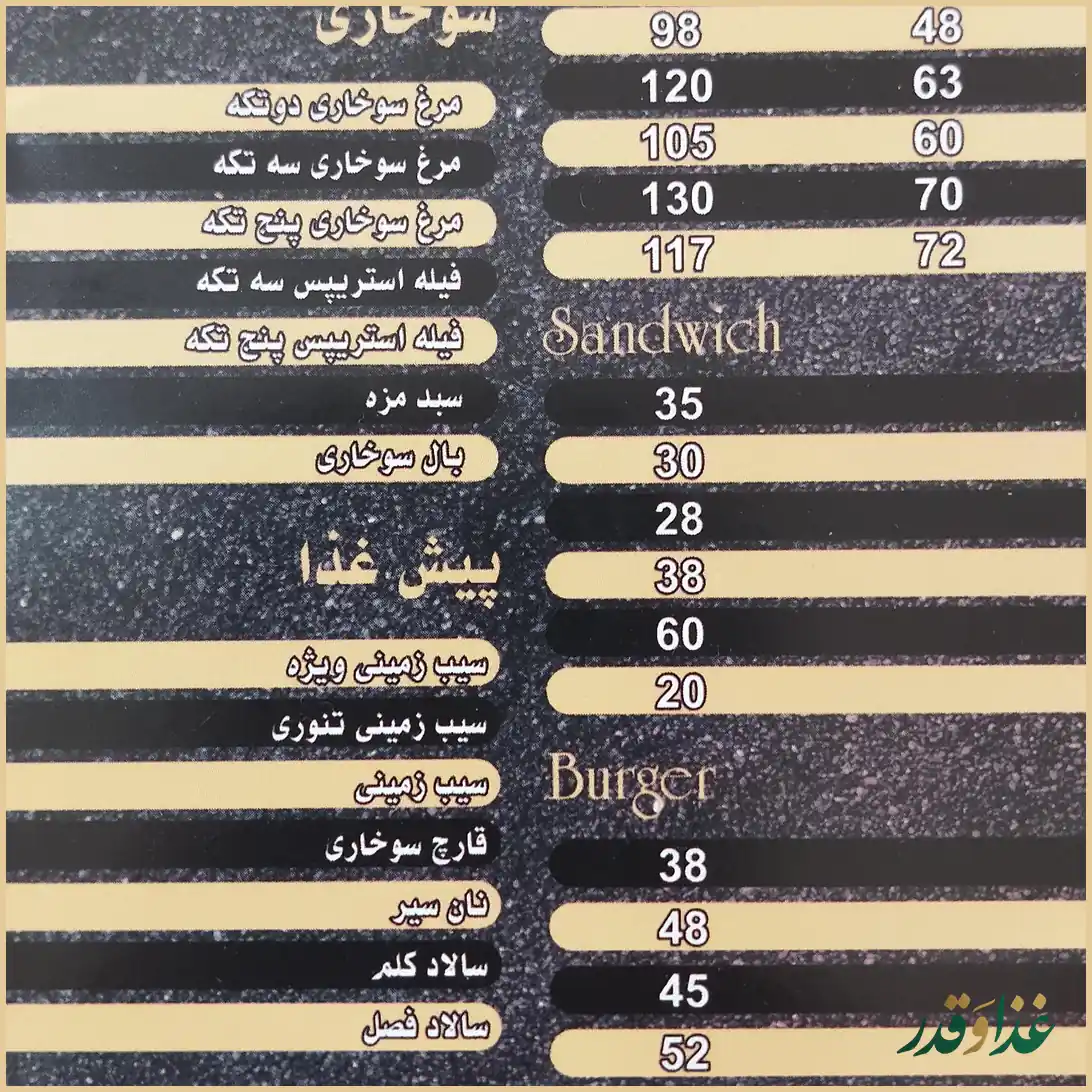 سوخاری
مرغ سوخاری دوتکه
مرغ سوخاری سه تکه
مرغ سوخاری پنج تکه
فیله استریپس سه تکه
فیله استریپس پنج تکه
سبد مزه
بال سوخاری
پیش غذا
سیب زمینی ویژه
سیب زمینی تنوری
سیب زمینی
قارچ سوخاری
نان سیر
سالاد کلم
سالاد فصل
98 48
120 63
105 60
130 70
117 72
Sandwich
35
30
28
38
60
20
Burger
38
48
45
52
غذا و قدر